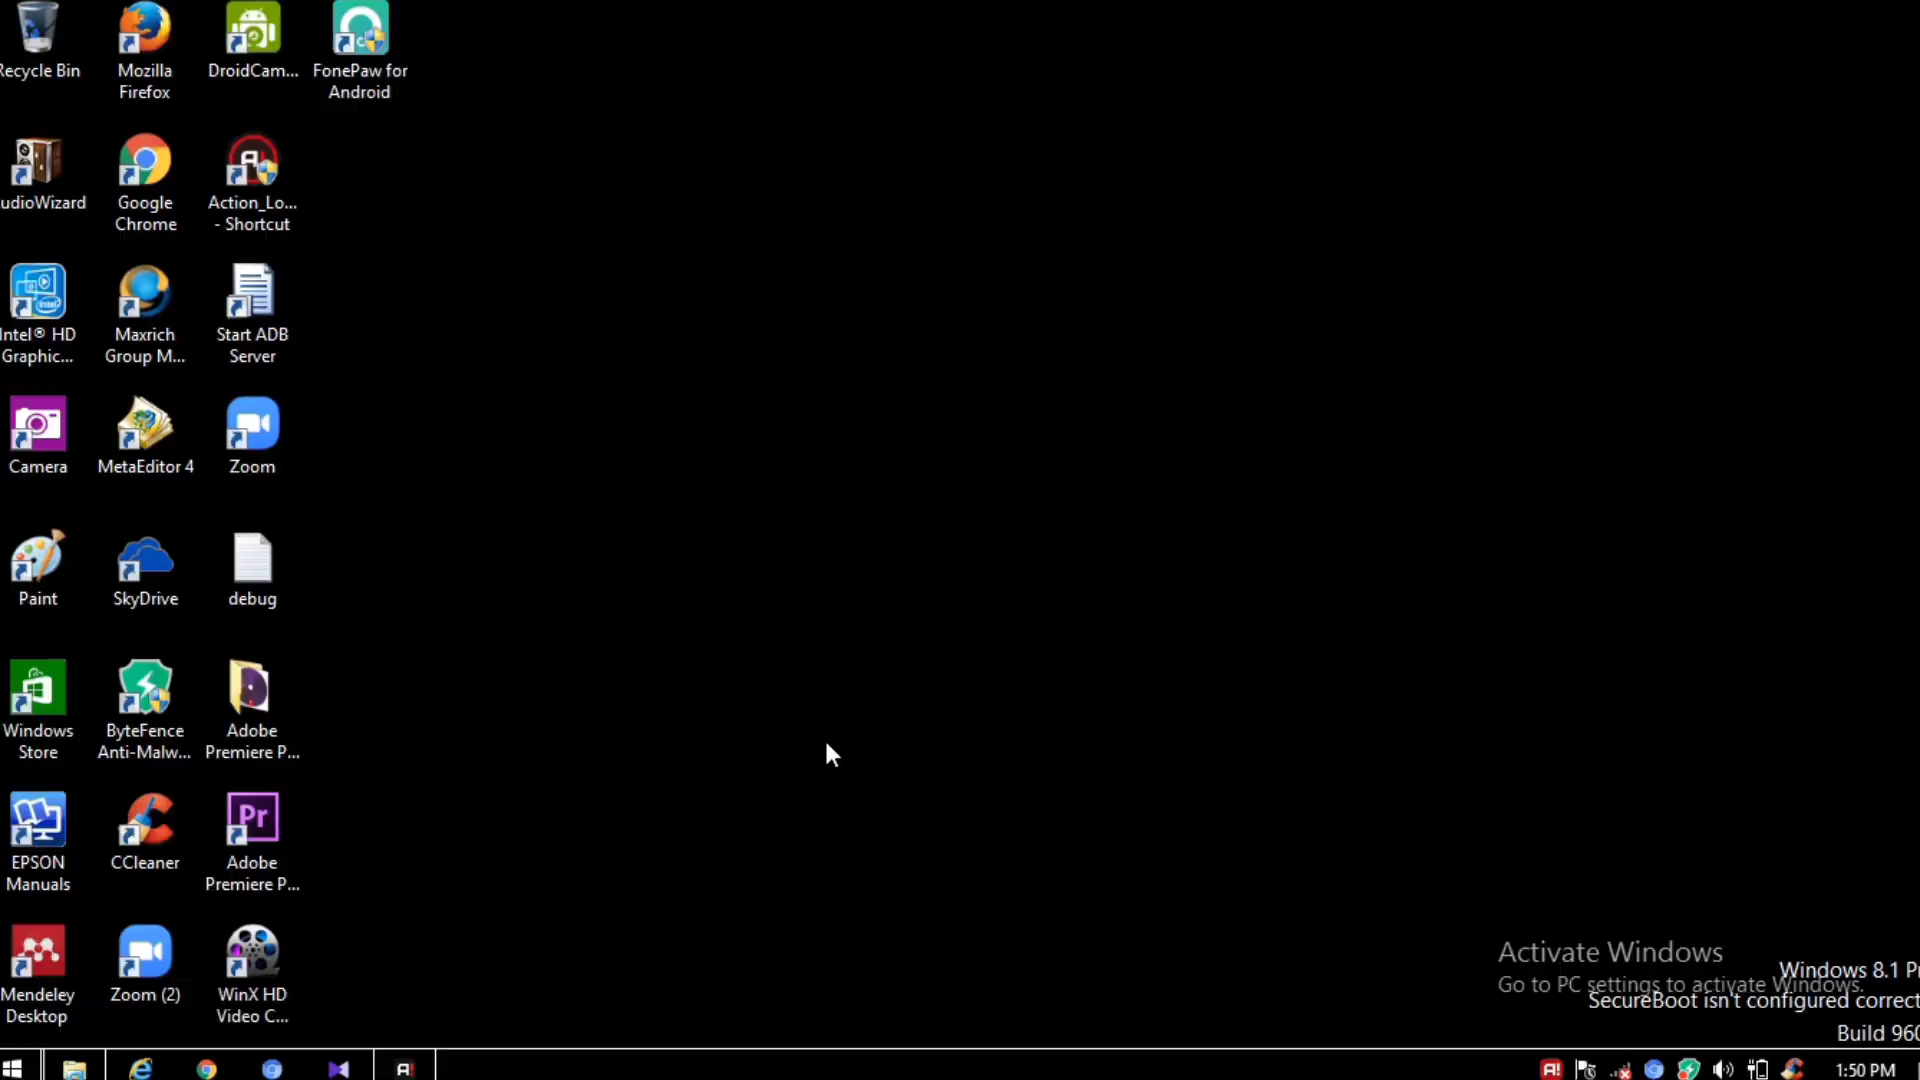 Recycle Bin
Mozilla
Firefox
DroidCam...
FonePaw for
Android
udioWizard
Google
Chrome
Action_Lo...
- Shortcut
Intel® HD
Graphic...
Maxrich
Group M...
Start ADB
Server
Camera
MetaEditor 4
Zoom
Paint
SkyDrive
debug
Windows
Store
ByteFence
Anti-Malw...
Adobe
Premiere P...
EPSON
Manuals
CCleaner
Pr
Adobe
Premiere P...
Mendeley
Desktop
Zoom (2)
WinX HD
Video C...
Activate Windows
Go to PC settings to activate Windows.
Windows 8.1 Pr
SecureBoot isn't configured correct
Build 960
1:50 PM